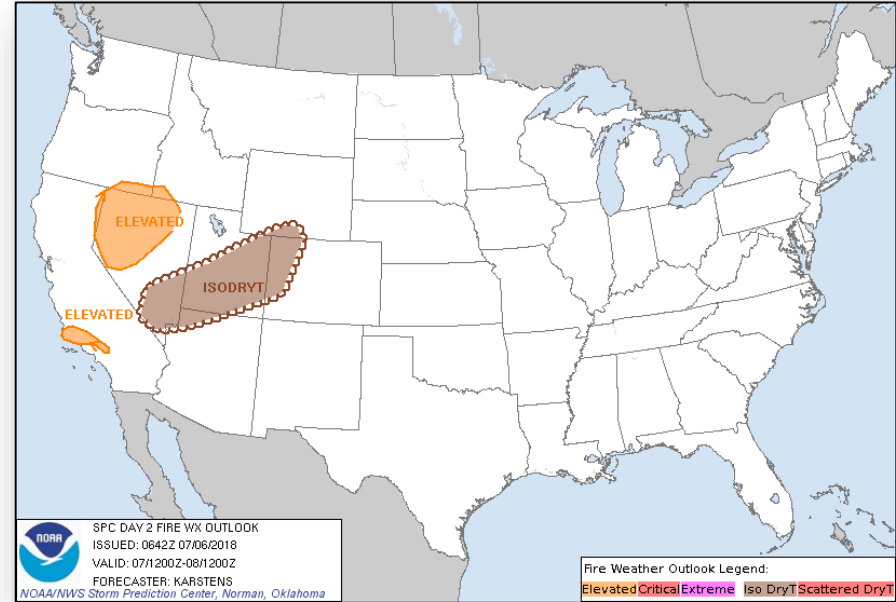 ELEVATED
ISODRYT
ELEVATED
NOAA
SPC DAY 2 FIRE WX OUTLOOK
ISSUED: 0642Z 07/06/2018
VALID: 07/1200Z-08/1200Z
FORECASTER: KARSTENS
NOAA/NWS Storm Prediction Center, Norman, Oklahoma
Fire Weather Outlook Legend:
Elevated Critical Extreme Iso DryT Scattered DryT